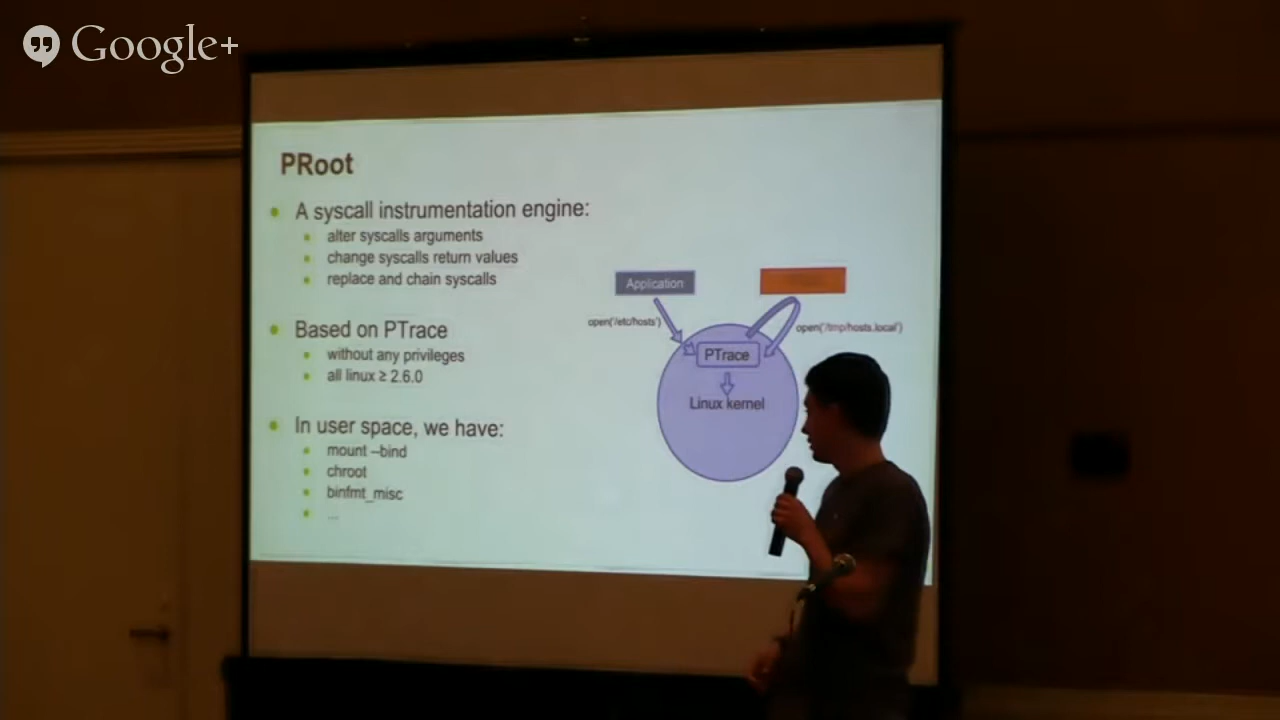 Google+
PRoot
A syscall instrumentation engine:
alter syscalls arguments
change syscalls return values
replace and chain syscalls
Based on PTrace
without any privileges
all linux ≥ 2.6.0
In user space, we have:
mount –bind
chroot
binfmt_misc
...
Application
open('/etc/hosts')
open('/tmp/hosts.local')
PTrace
Linux kernel